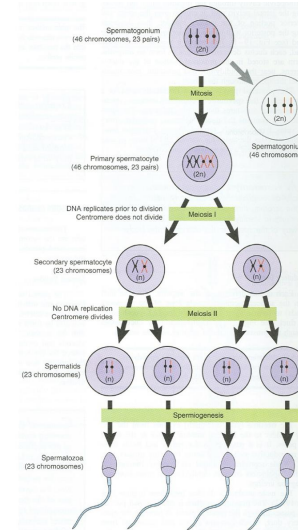 Spermatogonium
(46 chromosomes, 23 pairs)
(2n)
Mitosis
(2n)
Spermatogoniu
(46 chromosom
Primary spermatocyte
(46 chromosomes, 23 pairs)
(2n)
DNA replicates prior to division
Centromere does not divide
Meiosis I
Secondary spermatocyte
(23 chromosomes)
(n)
(n)
No DNA replication
Centromere divides
Meiosis II
Spermatids
(23 chromosomes)
(n)
(n)
(n)
(n)
Spermiogenesis
Spermatozoa
(23 chromosomes)